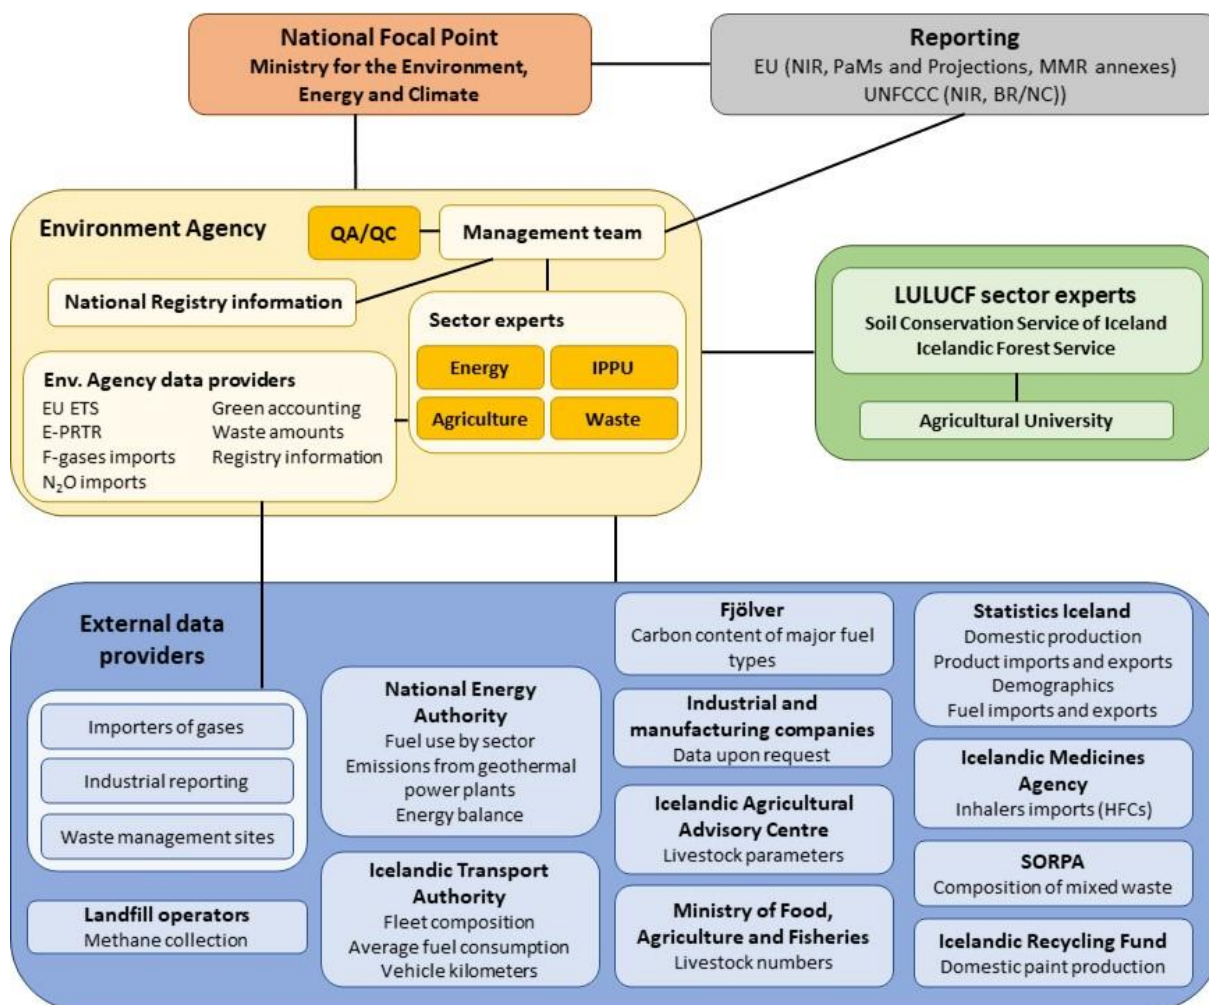 National Focal Point
Ministry for the Environment,
Energy and Climate
Reporting
EU (NIR, PaMs and Projections, MMR annexes)
UNFCCC (NIR, BR/NC))
Environment Agency
QA/QC
Management team
National Registry information
Sector experts
Energy
IPPU
Agriculture
Waste
Env. Agency data providers
EU ETS
E-PRTR
F-gases imports
N₂O imports
Green accounting
Waste amounts
Registry information
LULUCF sector experts
Soil Conservation Service of Iceland
Icelandic Forest Service
Agricultural University
External data
providers
Importers of gases
Industrial reporting
Waste management sites
Landfill operators
Methane collection
National Energy
Authority
Fuel use by sector
Emissions from geothermal
power plants
Energy balance
Icelandic Transport
Authority
Fleet composition
Average fuel consumption
Vehicle kilometers
Fjölver
Carbon content of major fuel
types
Industrial and
manufacturing companies
Data upon request
Icelandic Agricultural
Advisory Centre
Livestock parameters
Ministry of Food,
Agriculture and Fisheries
Livestock numbers
Statistics Iceland
Domestic production
Product imports and exports
Demographics
Fuel imports and exports
Icelandic Medicines
Agency
Inhalers imports (HFCs)
SORPA
Composition of mixed waste
Icelandic Recycling Fund
Domestic paint production